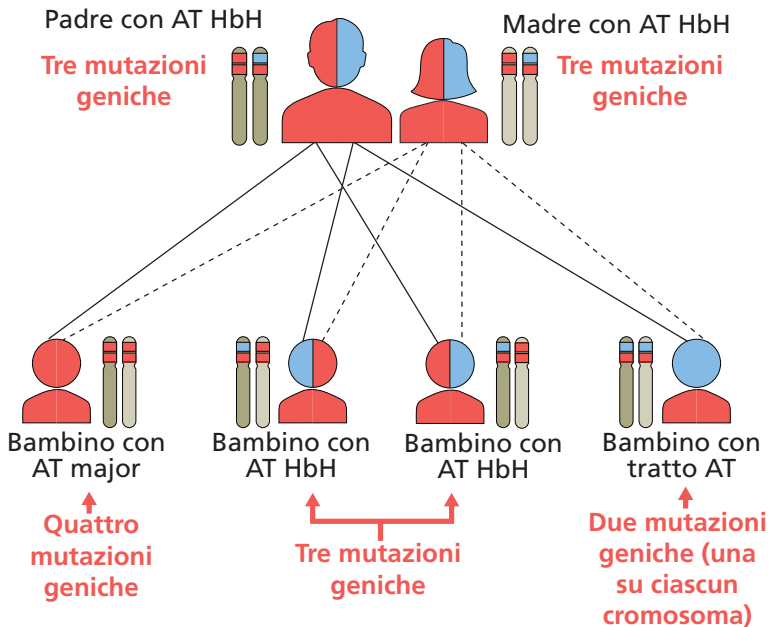 Padre con AT HbH
Tre mutazioni
geniche
Madre con AT HbH
Tre mutazioni
geniche
Bambino con
AT major
Bambino con
AT HbH
Bambino con
AT HbH
Bambino con
tratto AT
Quattro
mutazioni
geniche
Tre mutazioni
geniche
Due mutazioni
geniche (una
su ciascun
cromosoma)